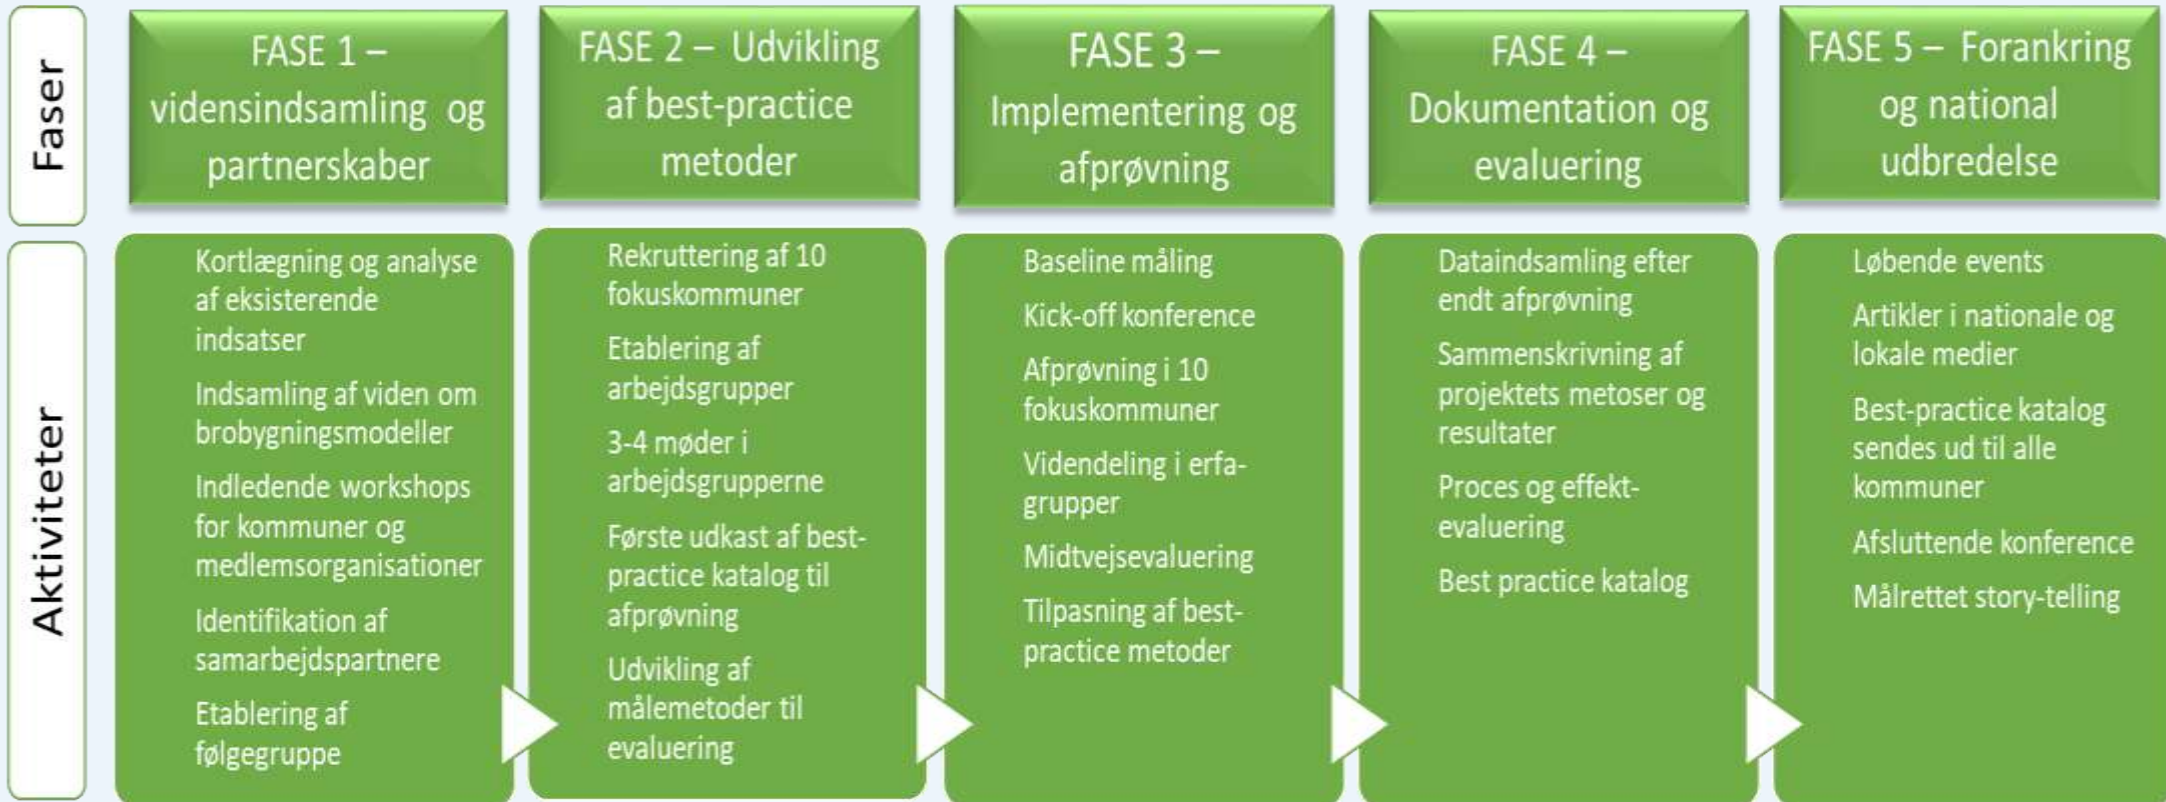 Faser
FASE 1 –
vidensindsamling og
partnerskaber
FASE 2 – Udvikling
af best-practice
metoder
FASE 3 –
Implementering og
afprøvning
FASE 4 –
Dokumentation og
evaluering
FASE 5 – Forankring
og national
udbredelse
Aktiviteter
Kortlægning og analyse
af eksisterende
indsatser
Indsamling af viden om
brobygningsmodeller
Indledende workshops
for kommuner og
medlemsorganisationer
Identifikation af
samarbejdspartnere
Etablering af
følgegruppe
Rekruttering af 10
fokuskommuner
Etablering af
arbejdsgrupper
3-4 møder i
arbejdsgrupperne
Første udkast af best-
practice katalog til
afprøvning
Udvikling af
målemetoder til
evaluering
Baseline måling
Kick-off konference
Afprøvning i 10
fokuskommuner
Videndeling i erfa-
grupper
Midtvejsevaluering
Tilpasning af best-
practice metoder
Dataindsamling efter
endt afprøvning
Sammenskrivning af
projektets metoser og
resultater
Proces og effekt-
evaluering
Best practice katalog
Løbende events
Artikler i nationale og
lokale medier
Best-practice katalog
sendes ud til alle
kommuner
Afsluttende konference
Målrettet story-telling